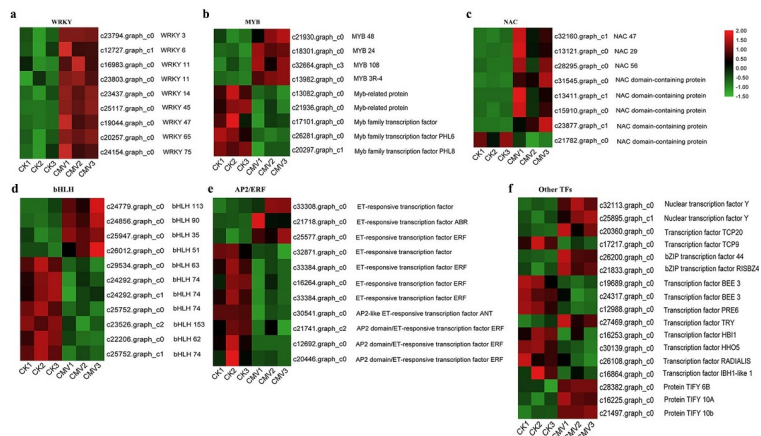 a
WRKY
c23794.graph_c0 WRKY 3
c12727.graph_c1 WRKY 6
c16983.graph_c0 WRKY 11
c23803.graph_c0 WRKY 11
c23437.graph_c0 WRKY 14
c25117.graph_c0 WRKY 45
c19044.graph_c0 WRKY 47
c20257.graph_c0 WRKY 65
c24154.graph_c0 WRKY 75
CK1 CK2 CK3 CMV1 CMV2 CMV3
b
MYB
c21930.graph_c0 MYB 48
c18301.graph_c0 MYB 24
c32664.graph_c3 MYB 108
c13982.graph_c0 MYB 3R-4
c13082.graph_c0 Myb-related protein
c21936.graph_c0 Myb-related protein
c17101.graph_c0 Myb family transcription factor
c26281.graph_c0 Myb family transcription factor PHL6
c20297.graph_c1 Myb family transcription factor PHL8
CK1 CK2 CK3 CMV1 CMV2 CMV3
c
NAC
c32160.graph_c1 NAC 47
c13121.graph_c0 NAC 29
c28295.graph_c0 NAC 56
c31545.graph_c0 NAC domain-containing protein
c13411.graph_c1 NAC domain-containing protein
c15910.graph_c0 NAC domain-containing protein
c23877.graph_c1 NAC domain-containing protein
c21782.graph_c0 NAC domain-containing protein
CK1 CK2 CK3 CMV1 CMV2 CMV3
2.00
1.50
1.00
0.50
0.00
-0.50
-1.00
-1.50
d
bHLH
c24779.graph_c0 bHLH 113
c24856.graph_c0 bHLH 90
c25947.graph_c0 bHLH 35
c26012.graph_c0 bHLH 51
c29534.graph_c0 bHLH 63
c24292.graph_c0 bHLH 74
c24292.graph_c1 bHLH 74
c25752.graph_c0 bHLH 74
c23526.graph_c2 bHLH 153
c22206.graph_c0 bHLH 62
c25752.graph_c1 bHLH 74
CK1 CK2 CK3 CMV1 CMV2 CMV3
e
AP2/ERF
c33308.graph_c0 ET-responsive transcription factor
c21718.graph_c0 ET-responsive transcription factor ABR
c25577.graph_c0 ET-responsive transcription factor ERF
c32871.graph_c0 ET-responsive transcription factor
c33384.graph_c0 ET-responsive transcription factor ERF
c16264.graph_c0 ET-responsive transcription factor ERF
c33384.graph_c0 ET-responsive transcription factor ERF
c30541.graph_c0 AP2-like ET-responsive transcription factor ANT
c21741.graph_c2 AP2 domain/ET-responsive transcription factor ERF
c12692.graph_c0 AP2 domain/ET-responsive transcription factor ERF
c20446.graph_c0 AP2 domain/ET-responsive transcription factor ERF
CK1 CK2 CK3 CMV1 CMV2 CMV3
f
Other TFs
c32113.graph_c0 Nuclear transcription factor Y
c25895.graph_c1 Nuclear transcription factor Y
c20360.graph_c0 Transcription factor TCP20
c17217.graph_c0 Transcription factor TCP9
c26200.graph_c0 bZIP transcription factor 44
c21833.graph_c0 bZIP transcription factor RISBZ4
c19689.graph_c0 Transcription factor BEE 3
c24317.graph_c0 Transcription factor BEE 3
c12988.graph_c0 Transcription factor PRE6
c27469.graph_c0 Transcription factor TRY
c16253.graph_c0 Transcription factor HBI1
c30139.graph_c0 Transcription factor HHO5
c26108.graph_c0 Transcription factor RADIALIS
c16864.graph_c0 Transcription factor IBH1-like 1
c28382.graph_c0 Protein TIFY 6B
c16225.graph_c0 Protein TIFY 10A
c21497.graph_c0 Protein TIFY 10b
CK1 CK2 CK3 CMV1 CMV2 CMV3